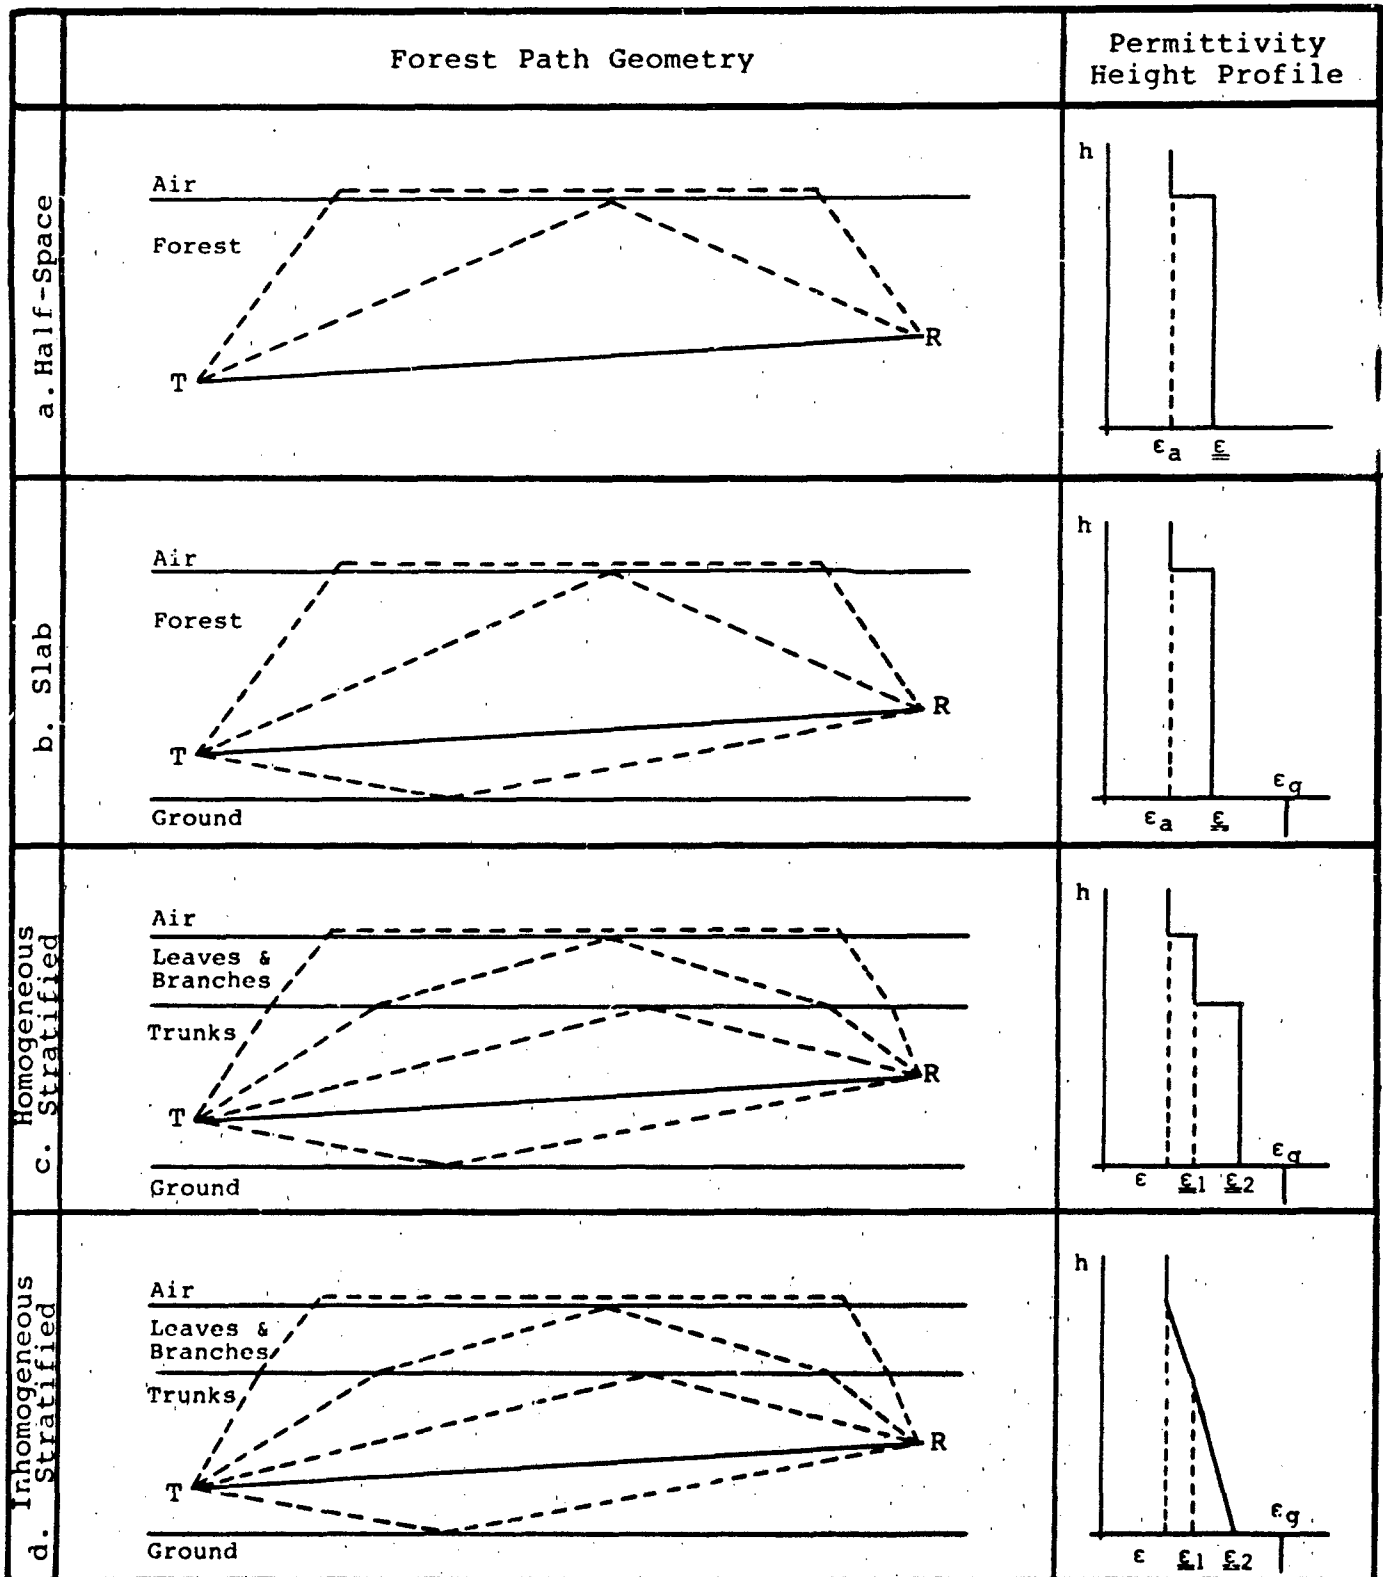 Forest Path Geometry
Permittivity
Height Profile
a. Half-Space
Air
Forest
T
R
h
εa ε
b. Slab
Air
Forest
T
R
Ground
h
εg
εa ε
c. Homogeneous
Stratified
Air
Leaves &
Branches
Trunks
T
R
Ground
h
εg
ε ε1 ε2
d. Inhomogeneous
Stratified
Air
Leaves &
Branches
Trunks
T
R
Ground
h
εg
ε ε1 ε2